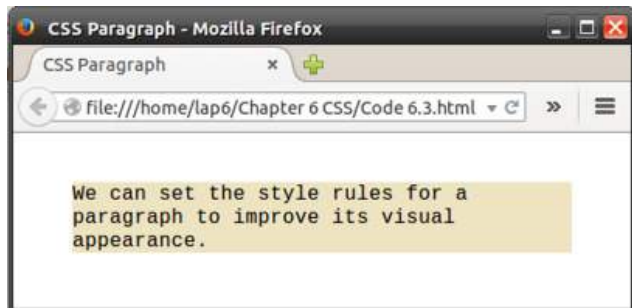 CSS Paragraph - Mozilla Firefox
CSS Paragraph
file:///home/lap6/Chapter 6 CSS/Code 6.3.html
We can set the style rules for a
paragraph to improve its visual
appearance.